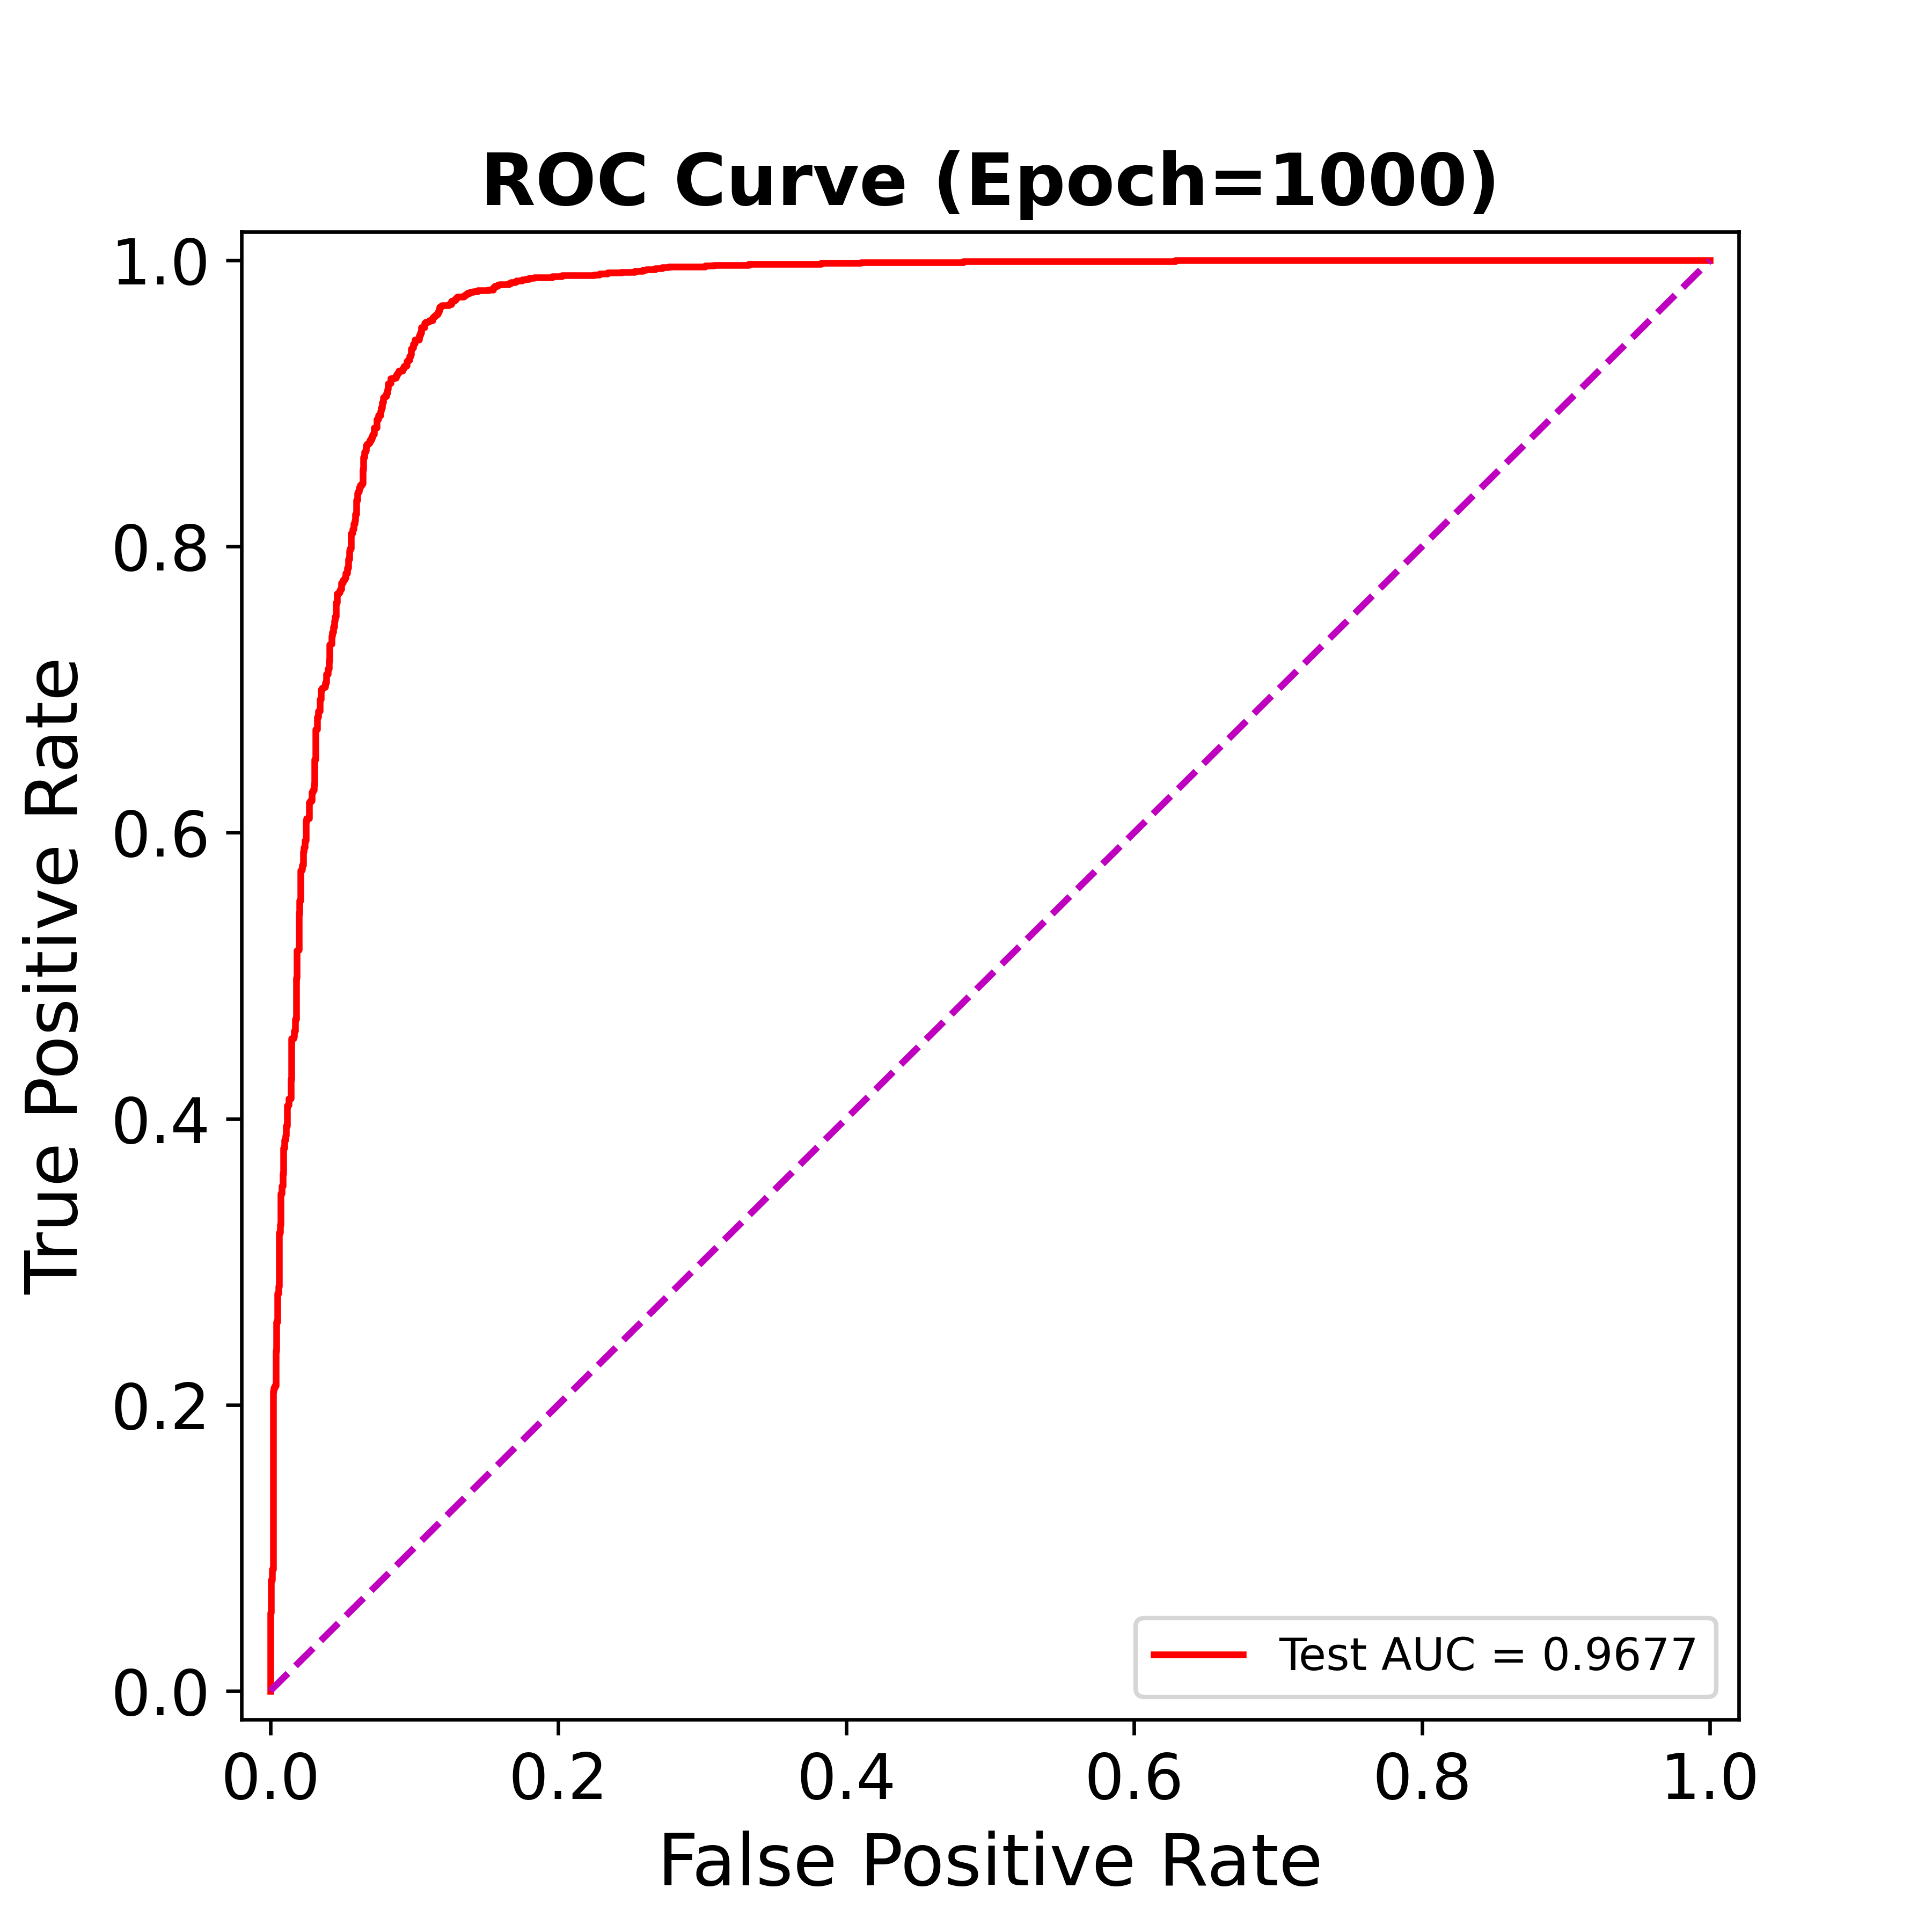 ROC Curve (Epoch=1000)
True Positive Rate
1.0
0.8
0.6
0.4
0.2
0.0
Test AUC = 0.9677
0.0 0.2 0.4 0.6 0.8 1.0
False Positive Rate